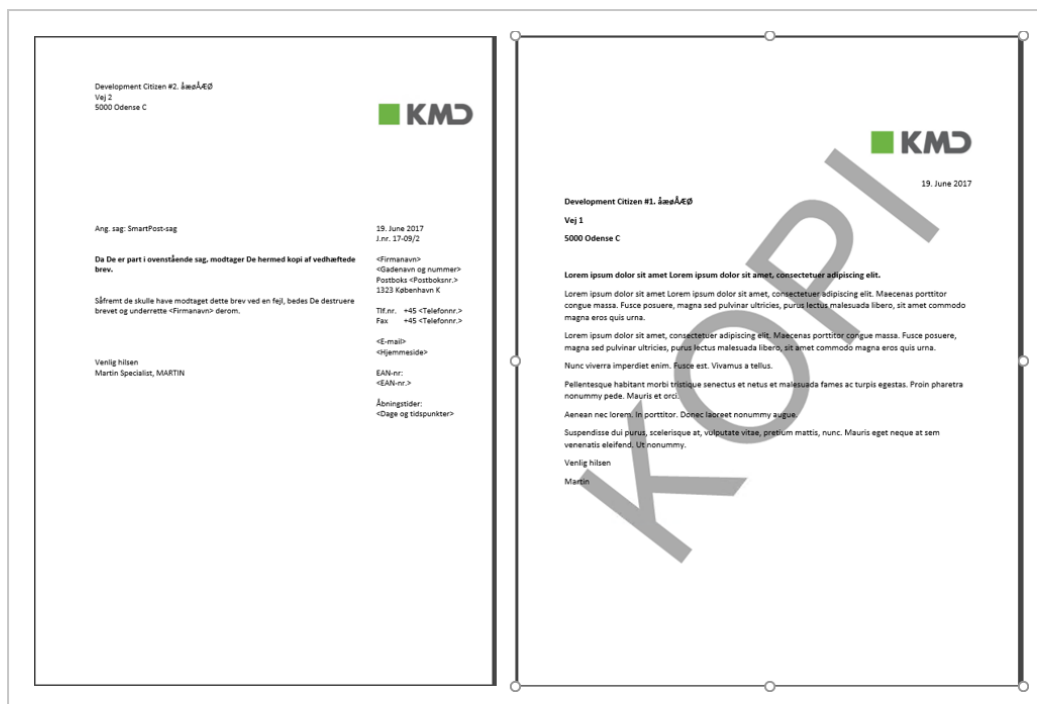 Development Citizen #2. åæøÅÆØ
Vej 2
5000 Odense C
KMD
Ang. sag: SmartPost-sag
19. June 2017
J.nr. 17-09/2
Da De er part i ovenstående sag, modtager De hermed kopi af vedhæftede
brev.
Såfremt de skulle have modtaget dette brev ved en fejl, bedes De destruere
brevet og underrette <Firmanavn> derom.
Venlig hilsen
Martin Specialist, MARTIN
<Firmanavn>
<Gadenavn og nummer>
Postboks <Postboksnr.>
1323 København K
Tlf.nr. +45 <Telefonnr.>
Fax +45 <Telefonnr.>
<E-mail>
<Hjemmeside>
EAN-nr:
<EAN-nr.>
Åbningstider:
<Dage og tidspunkter>
KMD
19. June 2017
Development Citizen #1. åæøÅÆØ
Vej 1
5000 Odense C
Lorem ipsum dolor sit amet Lorem ipsum dolor sit amet, consectetuer adipiscing elit.
Lorem ipsum dolor sit amet Lorem ipsum dolor sit amet, consectetuer adipiscing elit. Maecenas porttitor
congue massa. Fusce posuere, magna sed pulvinar ultricies, purus lectus malesuada libero, sit amet commodo
magna eros quis urna.
Lorem ipsum dolor sit amet, consectetuer adipiscing elit. Maecenas porttitor congue massa. Fusce posuere,
magna sed pulvinar ultricies, purus lectus malesuada libero, sit amet commodo magna eros quis urna.
Nunc viverra imperdiet enim. Fusce est. Vivamus a tellus.
Pellentesque habitant morbi tristique senectus et netus et malesuada fames ac turpis egestas. Proin pharetra
nonummy pede. Mauris et orci.
Aenean nec lorem. In porttitor. Donec laoreet nonummy augue.
Suspendisse dui purus, scelerisque at, vulputate vitae, pretium mattis, nunc. Mauris eget neque at sem
venenatis eleifend. Ut nonummy.
Venlig hilsen
Martin
KOPI